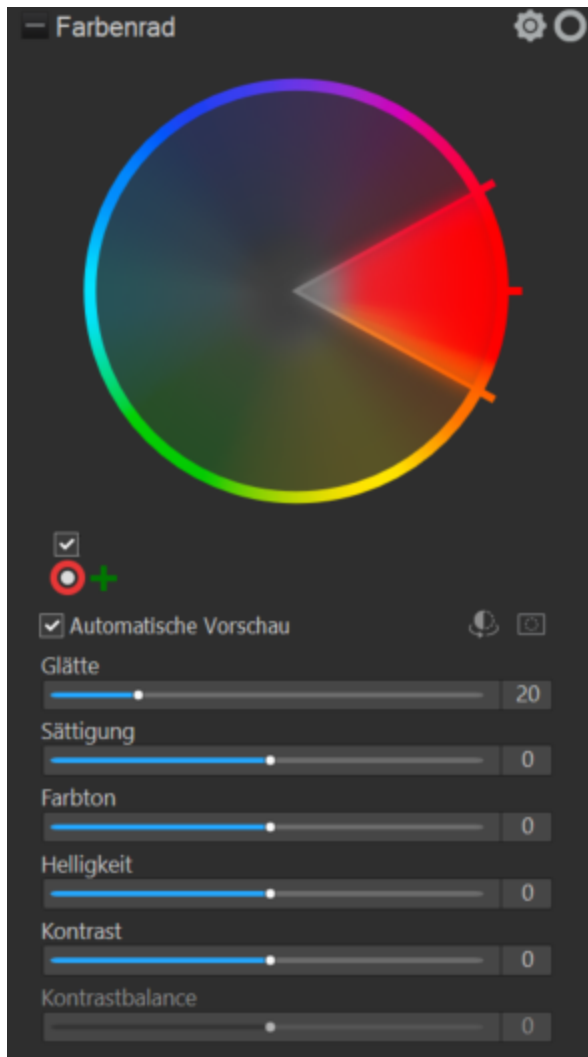 Farbenrad
Automatische Vorschau
Glätte
20
Sättigung
0
Farbton
0
Helligkeit
0
Kontrast
0
Kontrastbalance
0